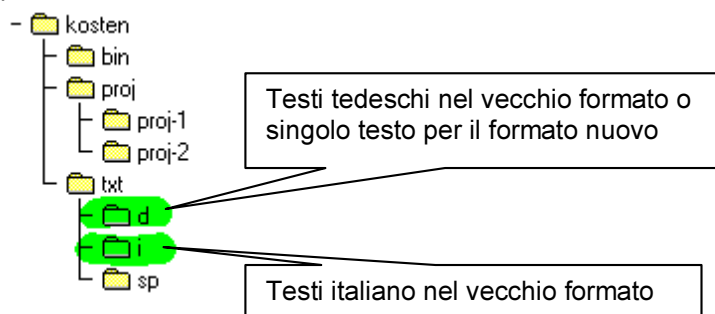 kosten
bin
proj
Testi tedeschi nel vecchio formato o
singolo testo per il formato nuovo
proj-1
proj-2
txt
d
i
sp
Testi italiano nel vecchio formato